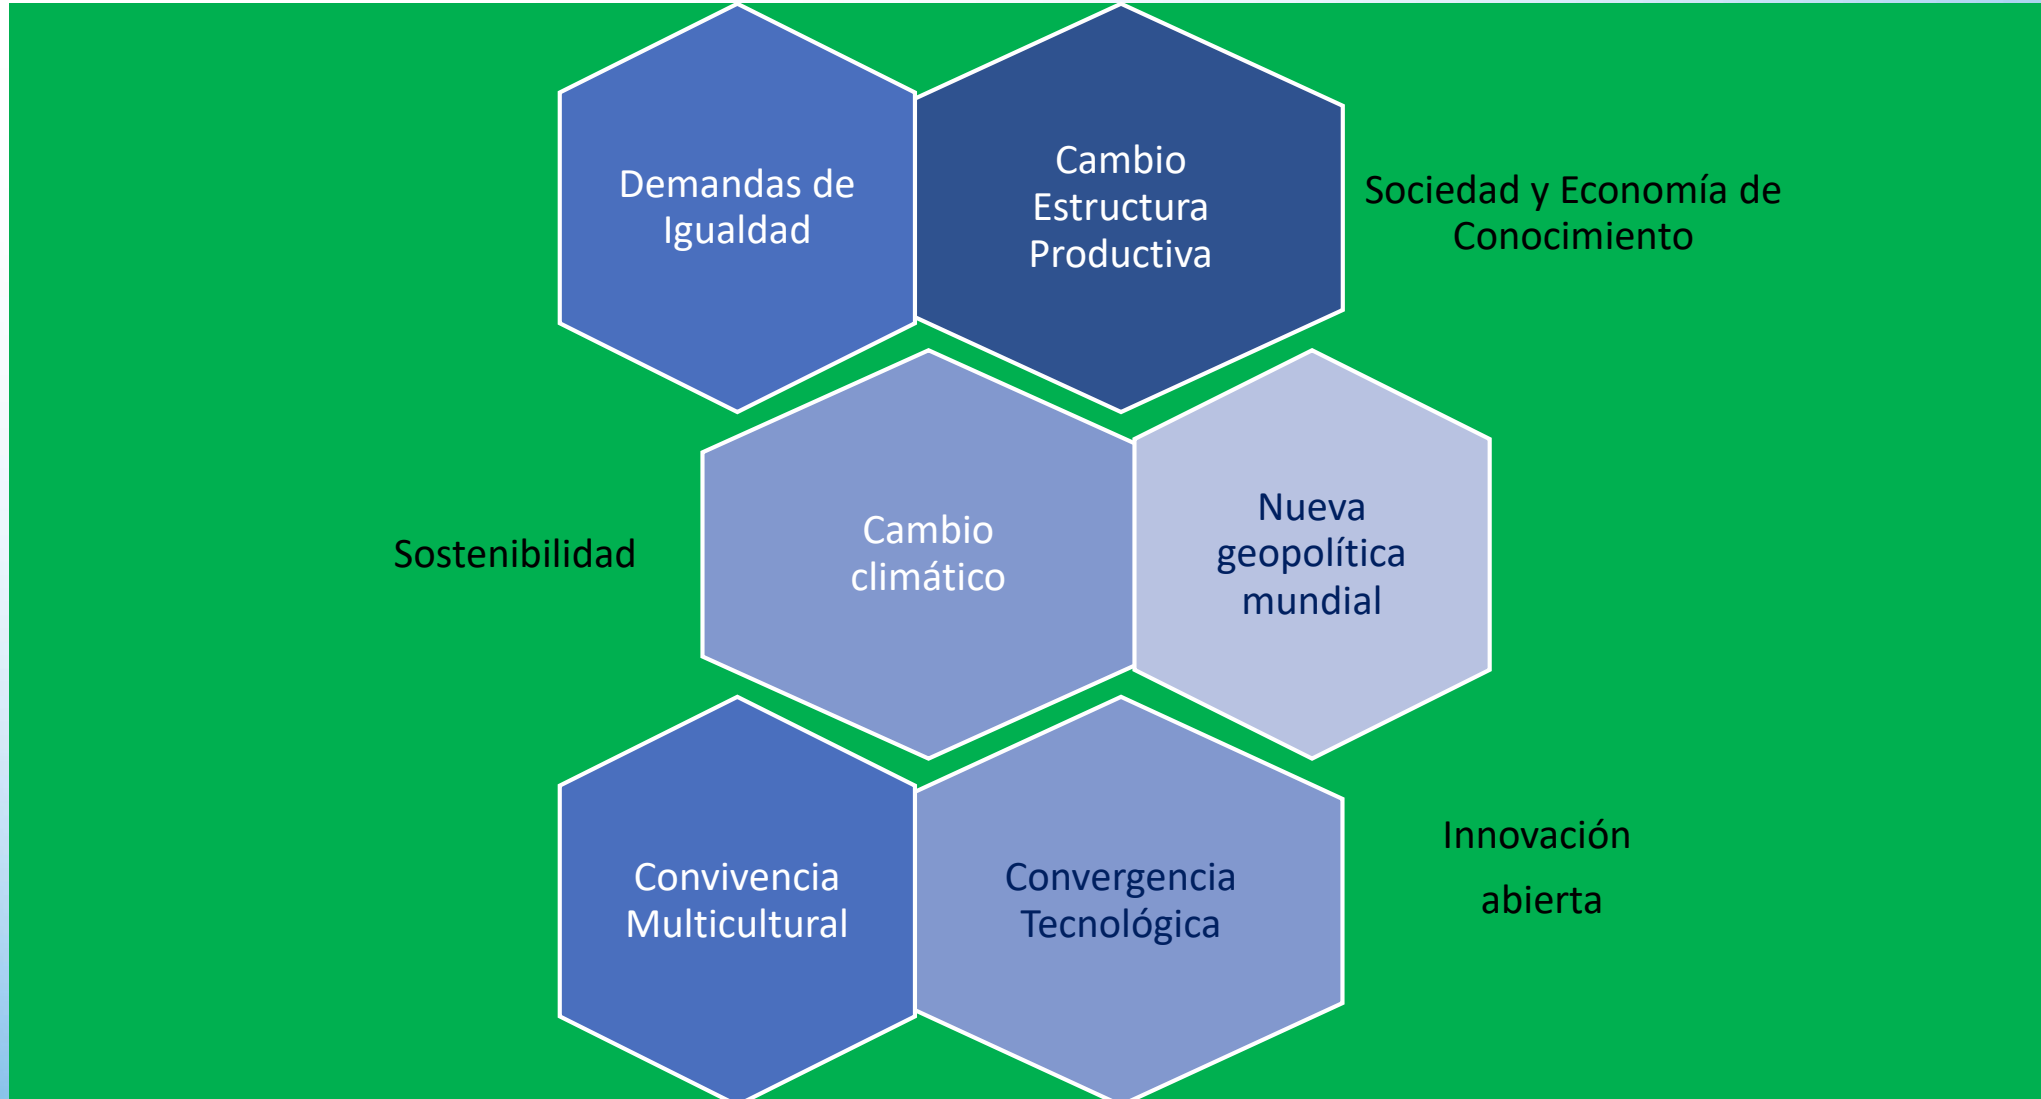 Demandas de
Igualdad
Cambio
Estructura
Productiva
Sociedad y Economía de
Conocimiento
Sostenibilidad
Cambio
climático
Nueva
geopolítica
mundial
Convivencia
Multicultural
Convergencia
Tecnológica
Innovación
abierta